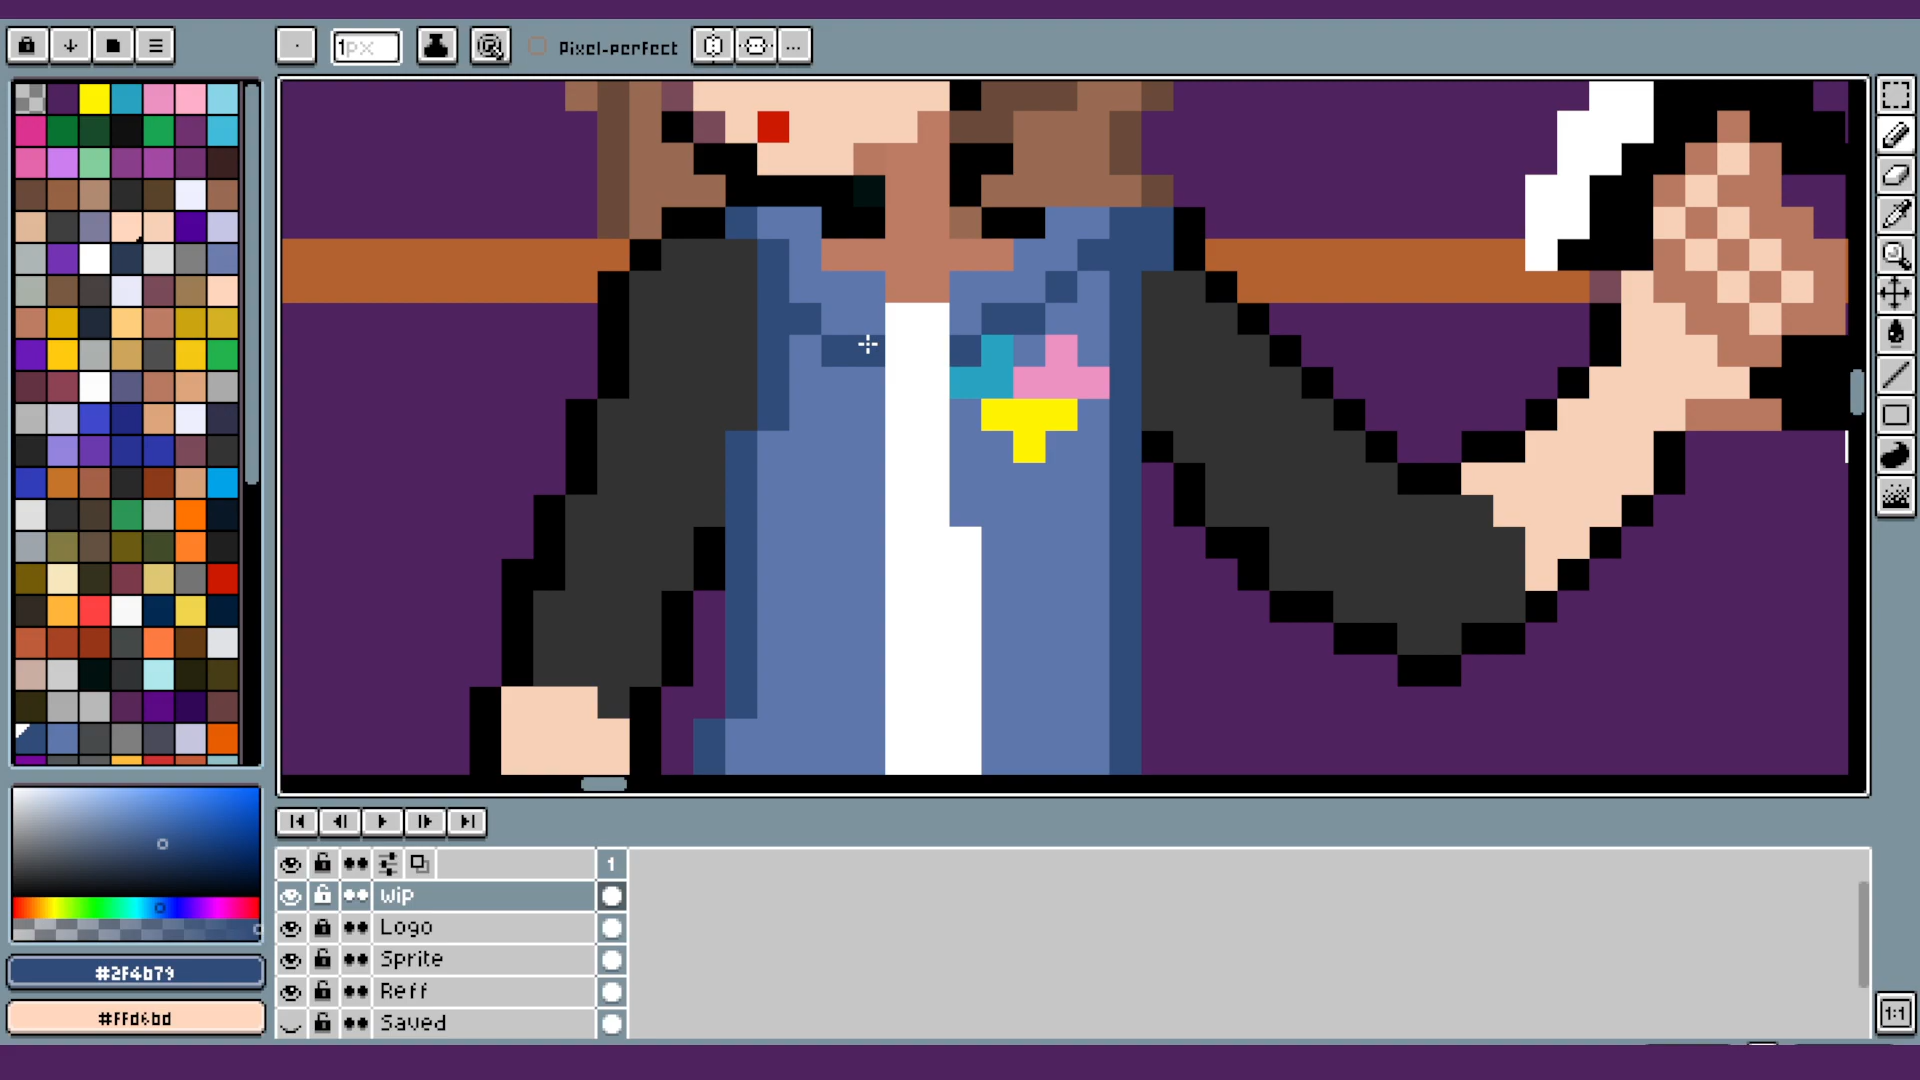 1px
Pixel-perfect
...
1
wip
Logo
Sprite
Reff
Saved
#2f4b79
#ffd6bd
1:1